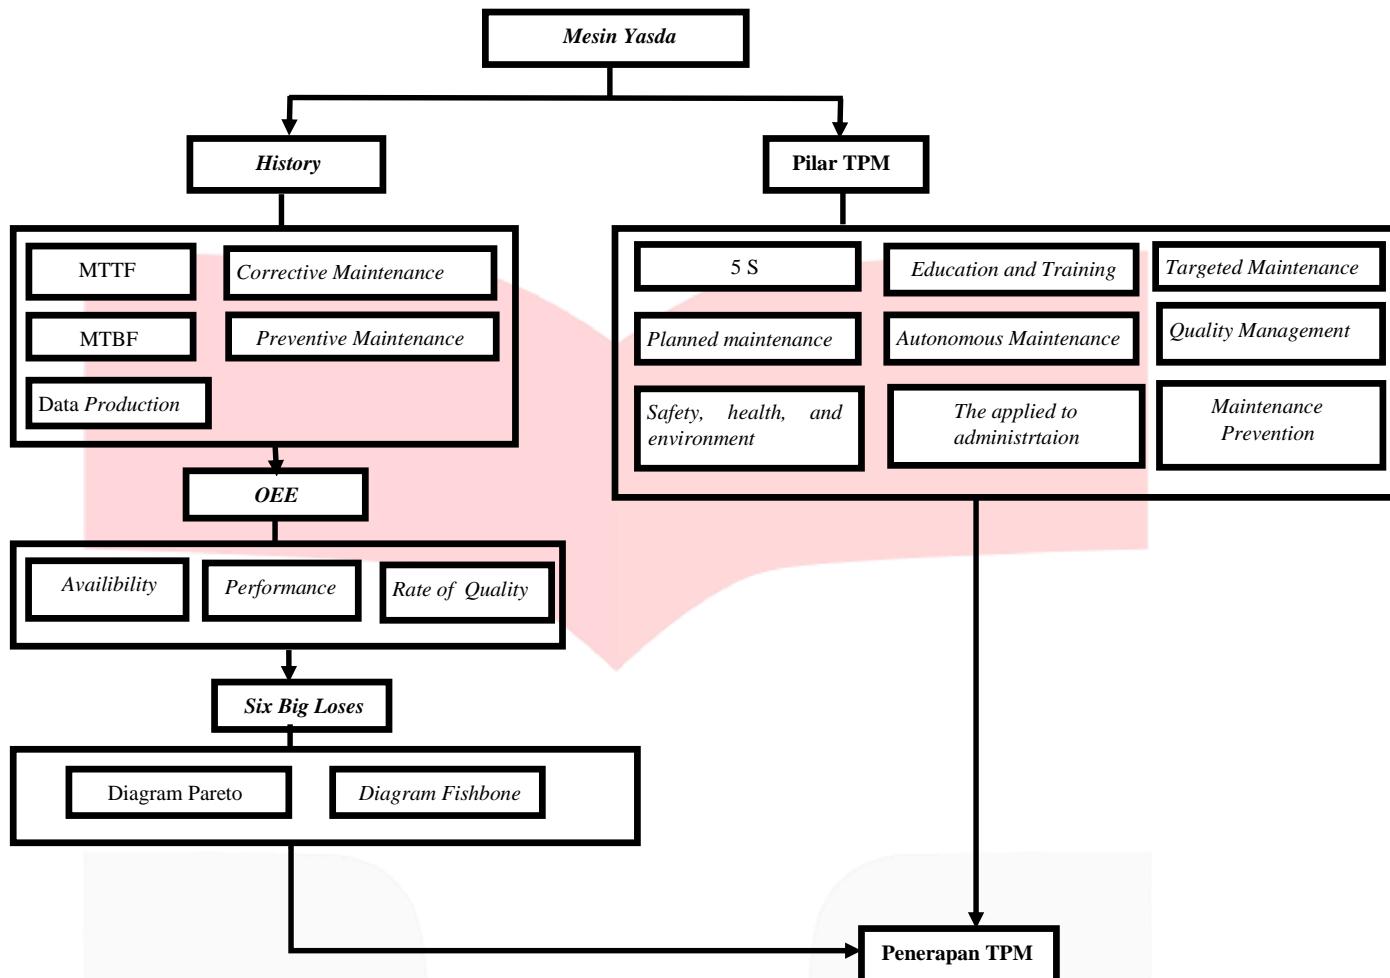 Mesin Yasda
History
Pilar TPM
MTTF
Corrective Maintenance
MTBF
Preventive Maintenance
Data Production
5 S
Education and Training
Targeted Maintenance
Planned maintenance
Autonomous Maintenance
Quality Management
Safety, health, and
environment
The applied to
administrtaion
Maintenance
Prevention
OEE
Availibility
Performance
Rate of Quality
Six Big Loses
Diagram Pareto
Diagram Fishbone
Penerapan TPM